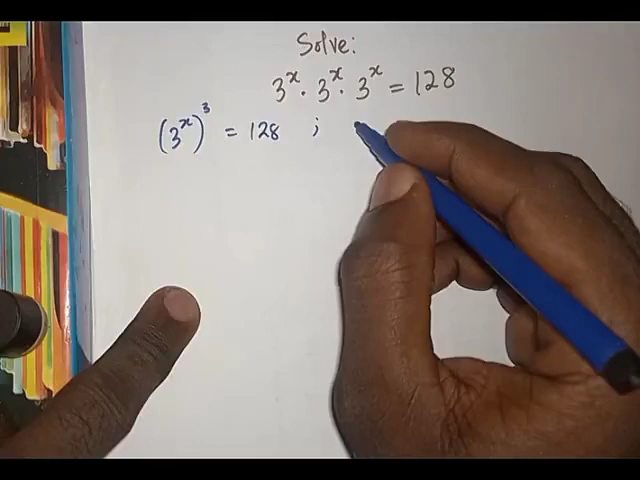 Solve:
3^x · 3^x · 3^x = 128
(3^x)^3 = 128 ;